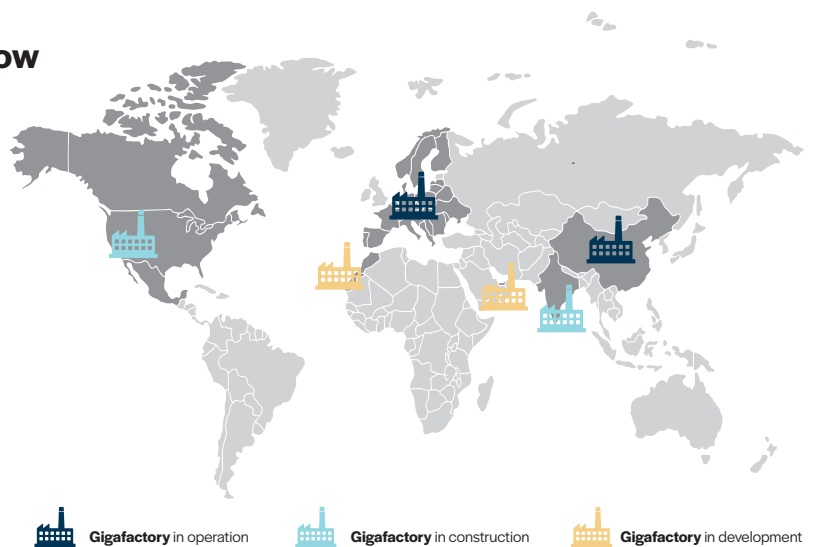 ow
Gigafactory in operation
Gigafactory in construction
Gigafactory in development